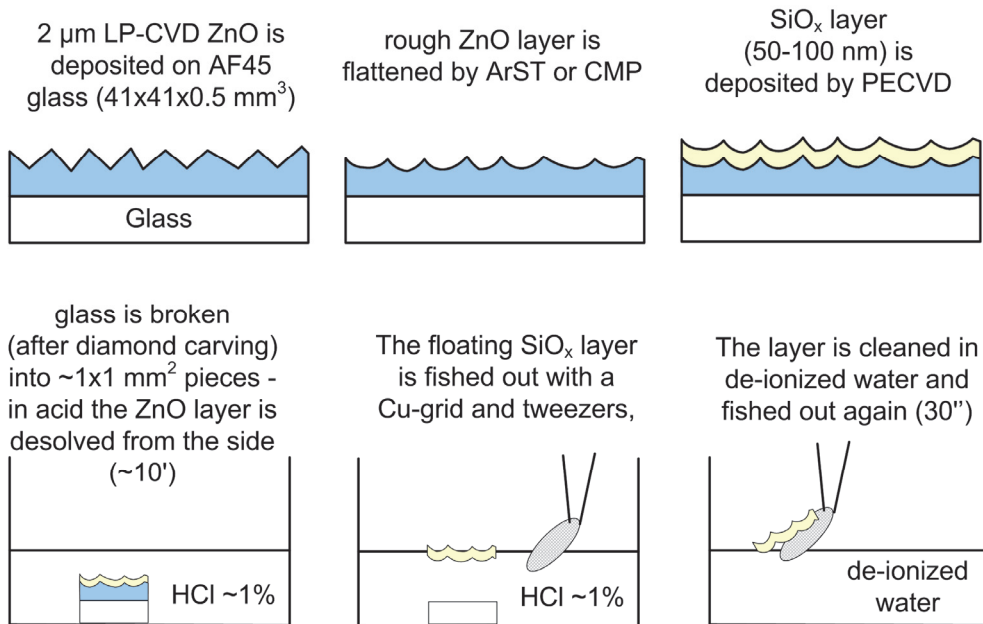 2 µm LP-CVD ZnO is
deposited on AF45
glass (41x41x0.5 mm³)
Glass
rough ZnO layer is
flattened by ArST or CMP
SiOₓ layer
(50-100 nm) is
deposited by PECVD
glass is broken
(after diamond carving)
into ~1x1 mm² pieces -
in acid the ZnO layer is
desolved from the side
(~10')
HCl ~1%
The floating SiOₓ layer
is fished out with a
Cu-grid and tweezers,
HCl ~1%
The layer is cleaned in
de-ionized water and
fished out again (30'')
de-ionized
water